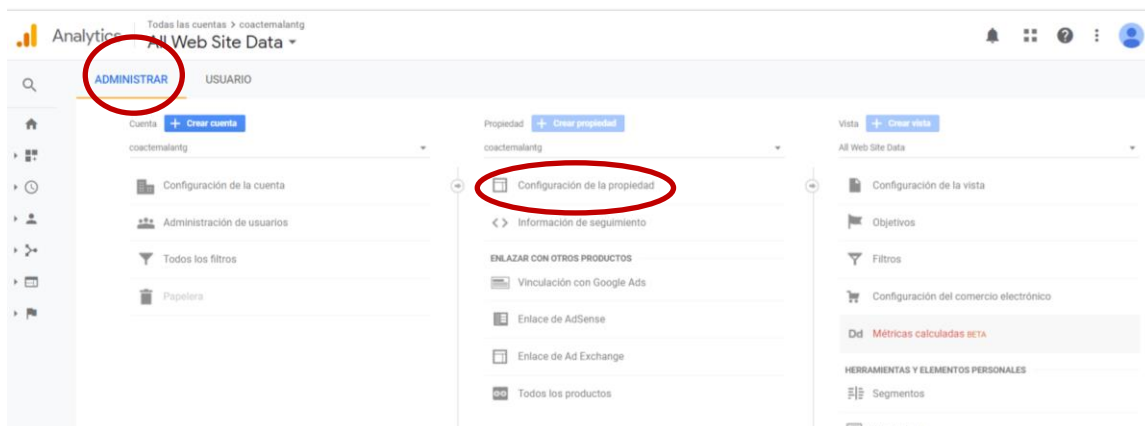 Todas las cuentas > coactemalantg
Analytics
All Web Site Data
ADMINISTRAR USUARIO
Cuenta + Crear cuenta
coactemalantg
Configuración de la cuenta
Administración de usuarios
Todos los filtros
Papelera
Propiedad + Crear propiedad
coactemalantg
Configuración de la propiedad
< > Información de seguimiento
ENLAZAR CON OTROS PRODUCTOS
Vinculación con Google Ads
Enlace de AdSense
Enlace de Ad Exchange
Todos los productos
Vista + Crear vista
All Web Site Data
Configuración de la vista
Objetivos
Filtros
Configuración del comercio electrónico
Dd Métricas calculadas BETA
HERRAMIENTAS Y ELEMENTOS PERSONALES
Segmentos